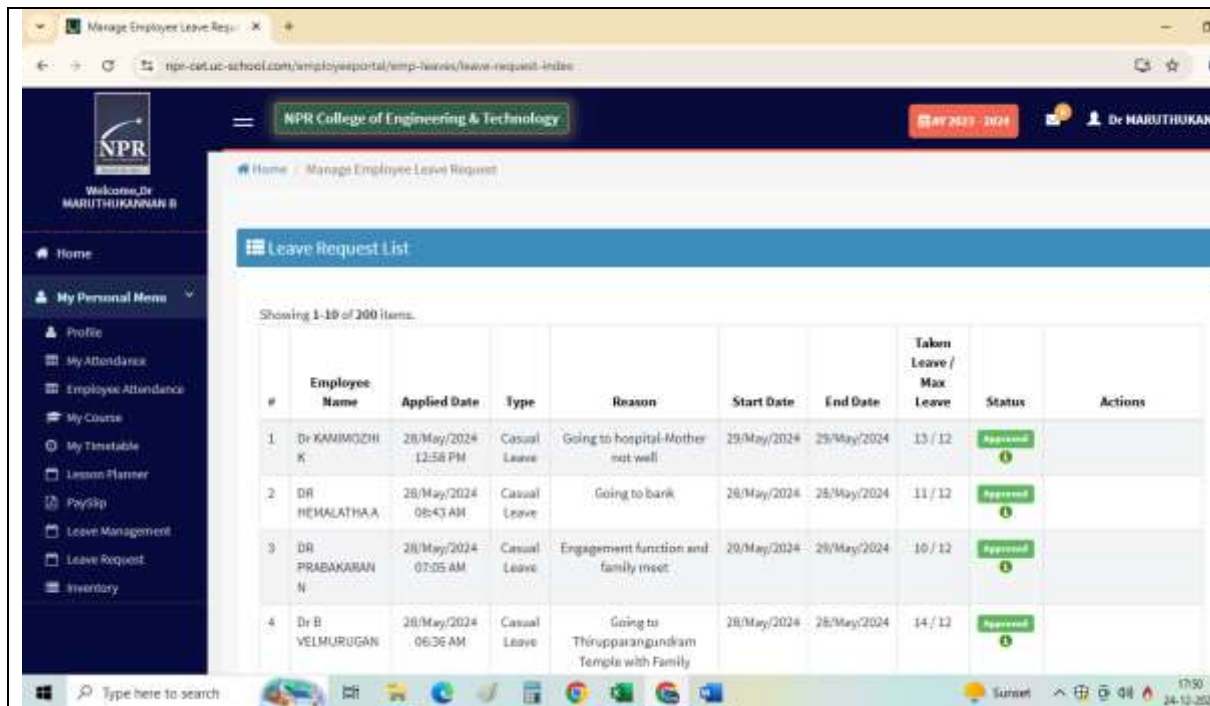 Manage Employee Leave Requ
npr-cet.uc-school.com/employeeportal/emp-leaves/leave-request-index
NPR
Welcome,Dr
MARUTHUKANNAN B
NPR College of Engineering & Technology
AY 2023 - 2024
Dr MARUTHUKAN
Home / Manage Employee Leave Request
Home
My Personal Menu
Profile
My Attendance
Employee Attendance
My Course
My Timetable
Lesson Planner
PaySlip
Leave Management
Leave Request
Inventory
Leave Request List
Showing 1-10 of 200 items.
# Employee Name Applied Date Type Reason Start Date End Date Taken Leave / Max Leave Status Actions
1 Dr KANIMOZHI K 28/May/2024 12:58 PM Casual Leave Going to hospital-Mother not well 29/May/2024 29/May/2024 13 / 12 Approved
2 DR HEMALATHA.A 28/May/2024 08:43 AM Casual Leave Going to bank 28/May/2024 28/May/2024 11 / 12 Approved
3 DR PRABAKARAN N 28/May/2024 07:05 AM Casual Leave Engagement function and family meet 29/May/2024 29/May/2024 10 / 12 Approved
4 Dr B VELMURUGAN 28/May/2024 06:36 AM Casual Leave Going to Thirupparangundram Temple with Family 28/May/2024 28/May/2024 14 / 12 Approved
Type here to search
Sunset
17:50
24-12-202